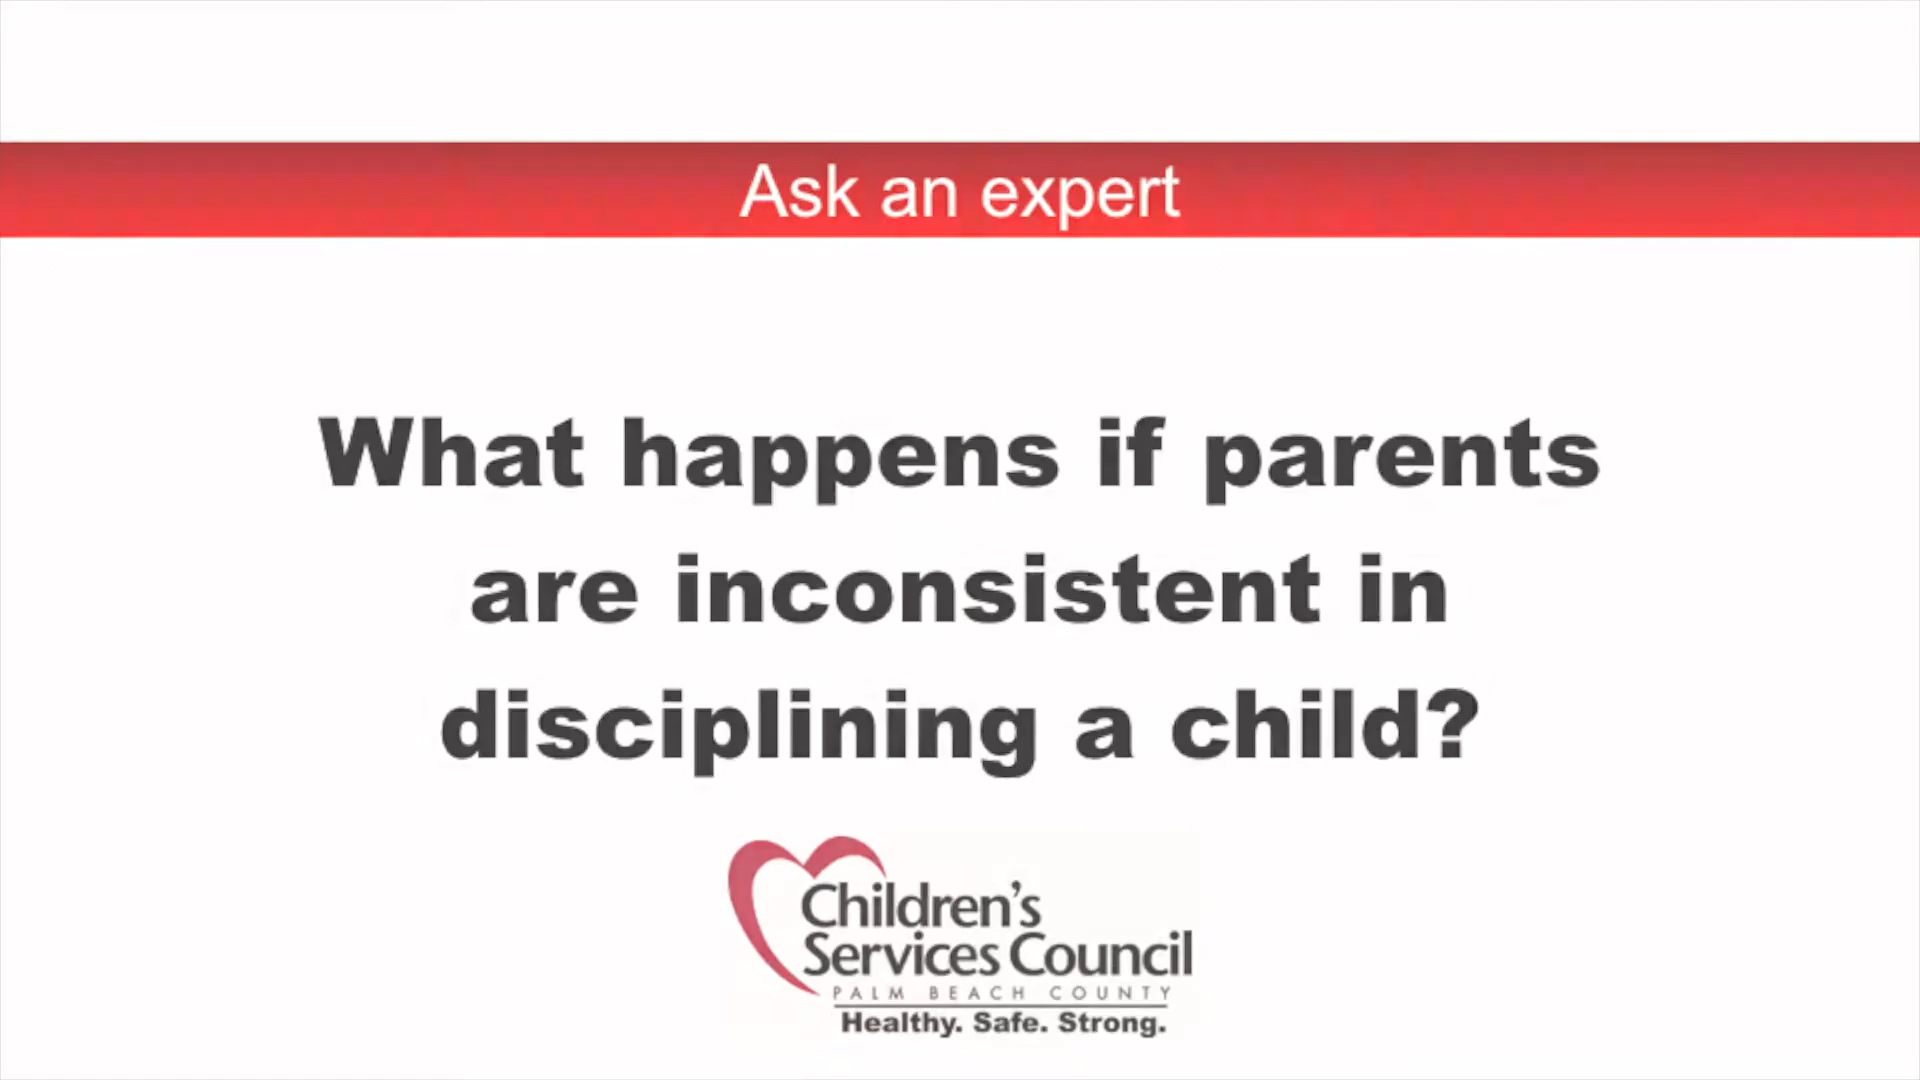 Ask an expert
What happens if parents
are inconsistent in
disciplining a child?
Children's
Services Council
PALM BEACH COUNTY
Healthy. Safe. Strong.